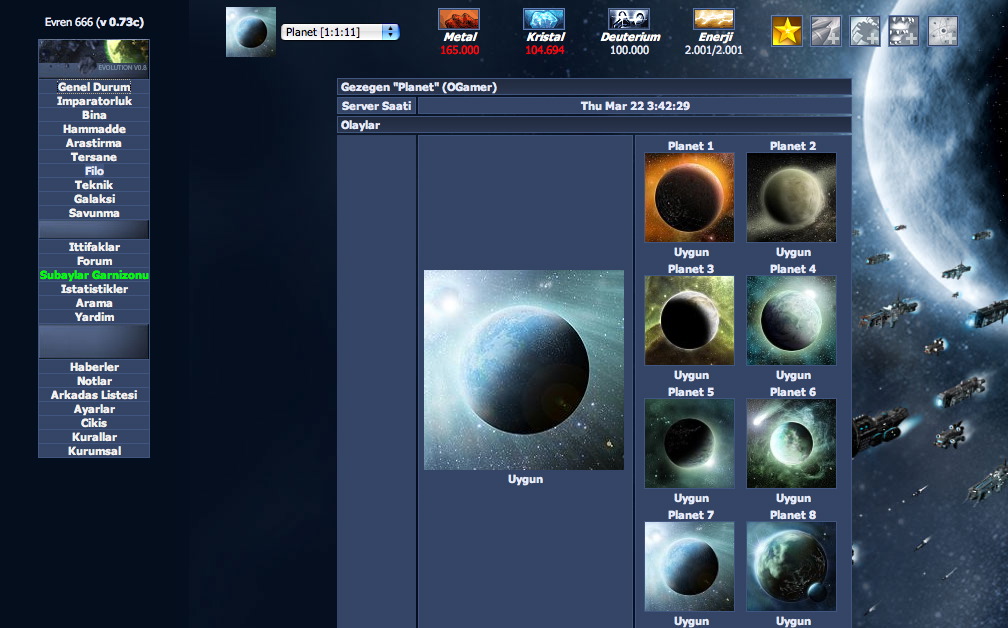 Evren 666 (v 0.73c)
EVOLUTION V0.8
Genel Durum
Imparatorluk
Bina
Hammadde
Arastirma
Tersane
Filo
Teknik
Galaksi
Savunma
Ittifaklar
Forum
Subaylar Garnizonu
Istatistikler
Arama
Yardim
Haberler
Notlar
Arkadas Listesi
Ayarlar
Cikis
Kurallar
Kurumsal
Planet [1:1:11]
Metal Kristal Deuterium Enerji
165.000 104.694 100.000 2.001/2.001
Gezegen "Planet" (OGamer)
Server Saati Thu Mar 22 3:42:29
Olaylar
Uygun
Planet 1 Planet 2
Uygun Uygun
Planet 3 Planet 4
Uygun Uygun
Planet 5 Planet 6
Uygun Uygun
Planet 7 Planet 8
Uygun Uygun